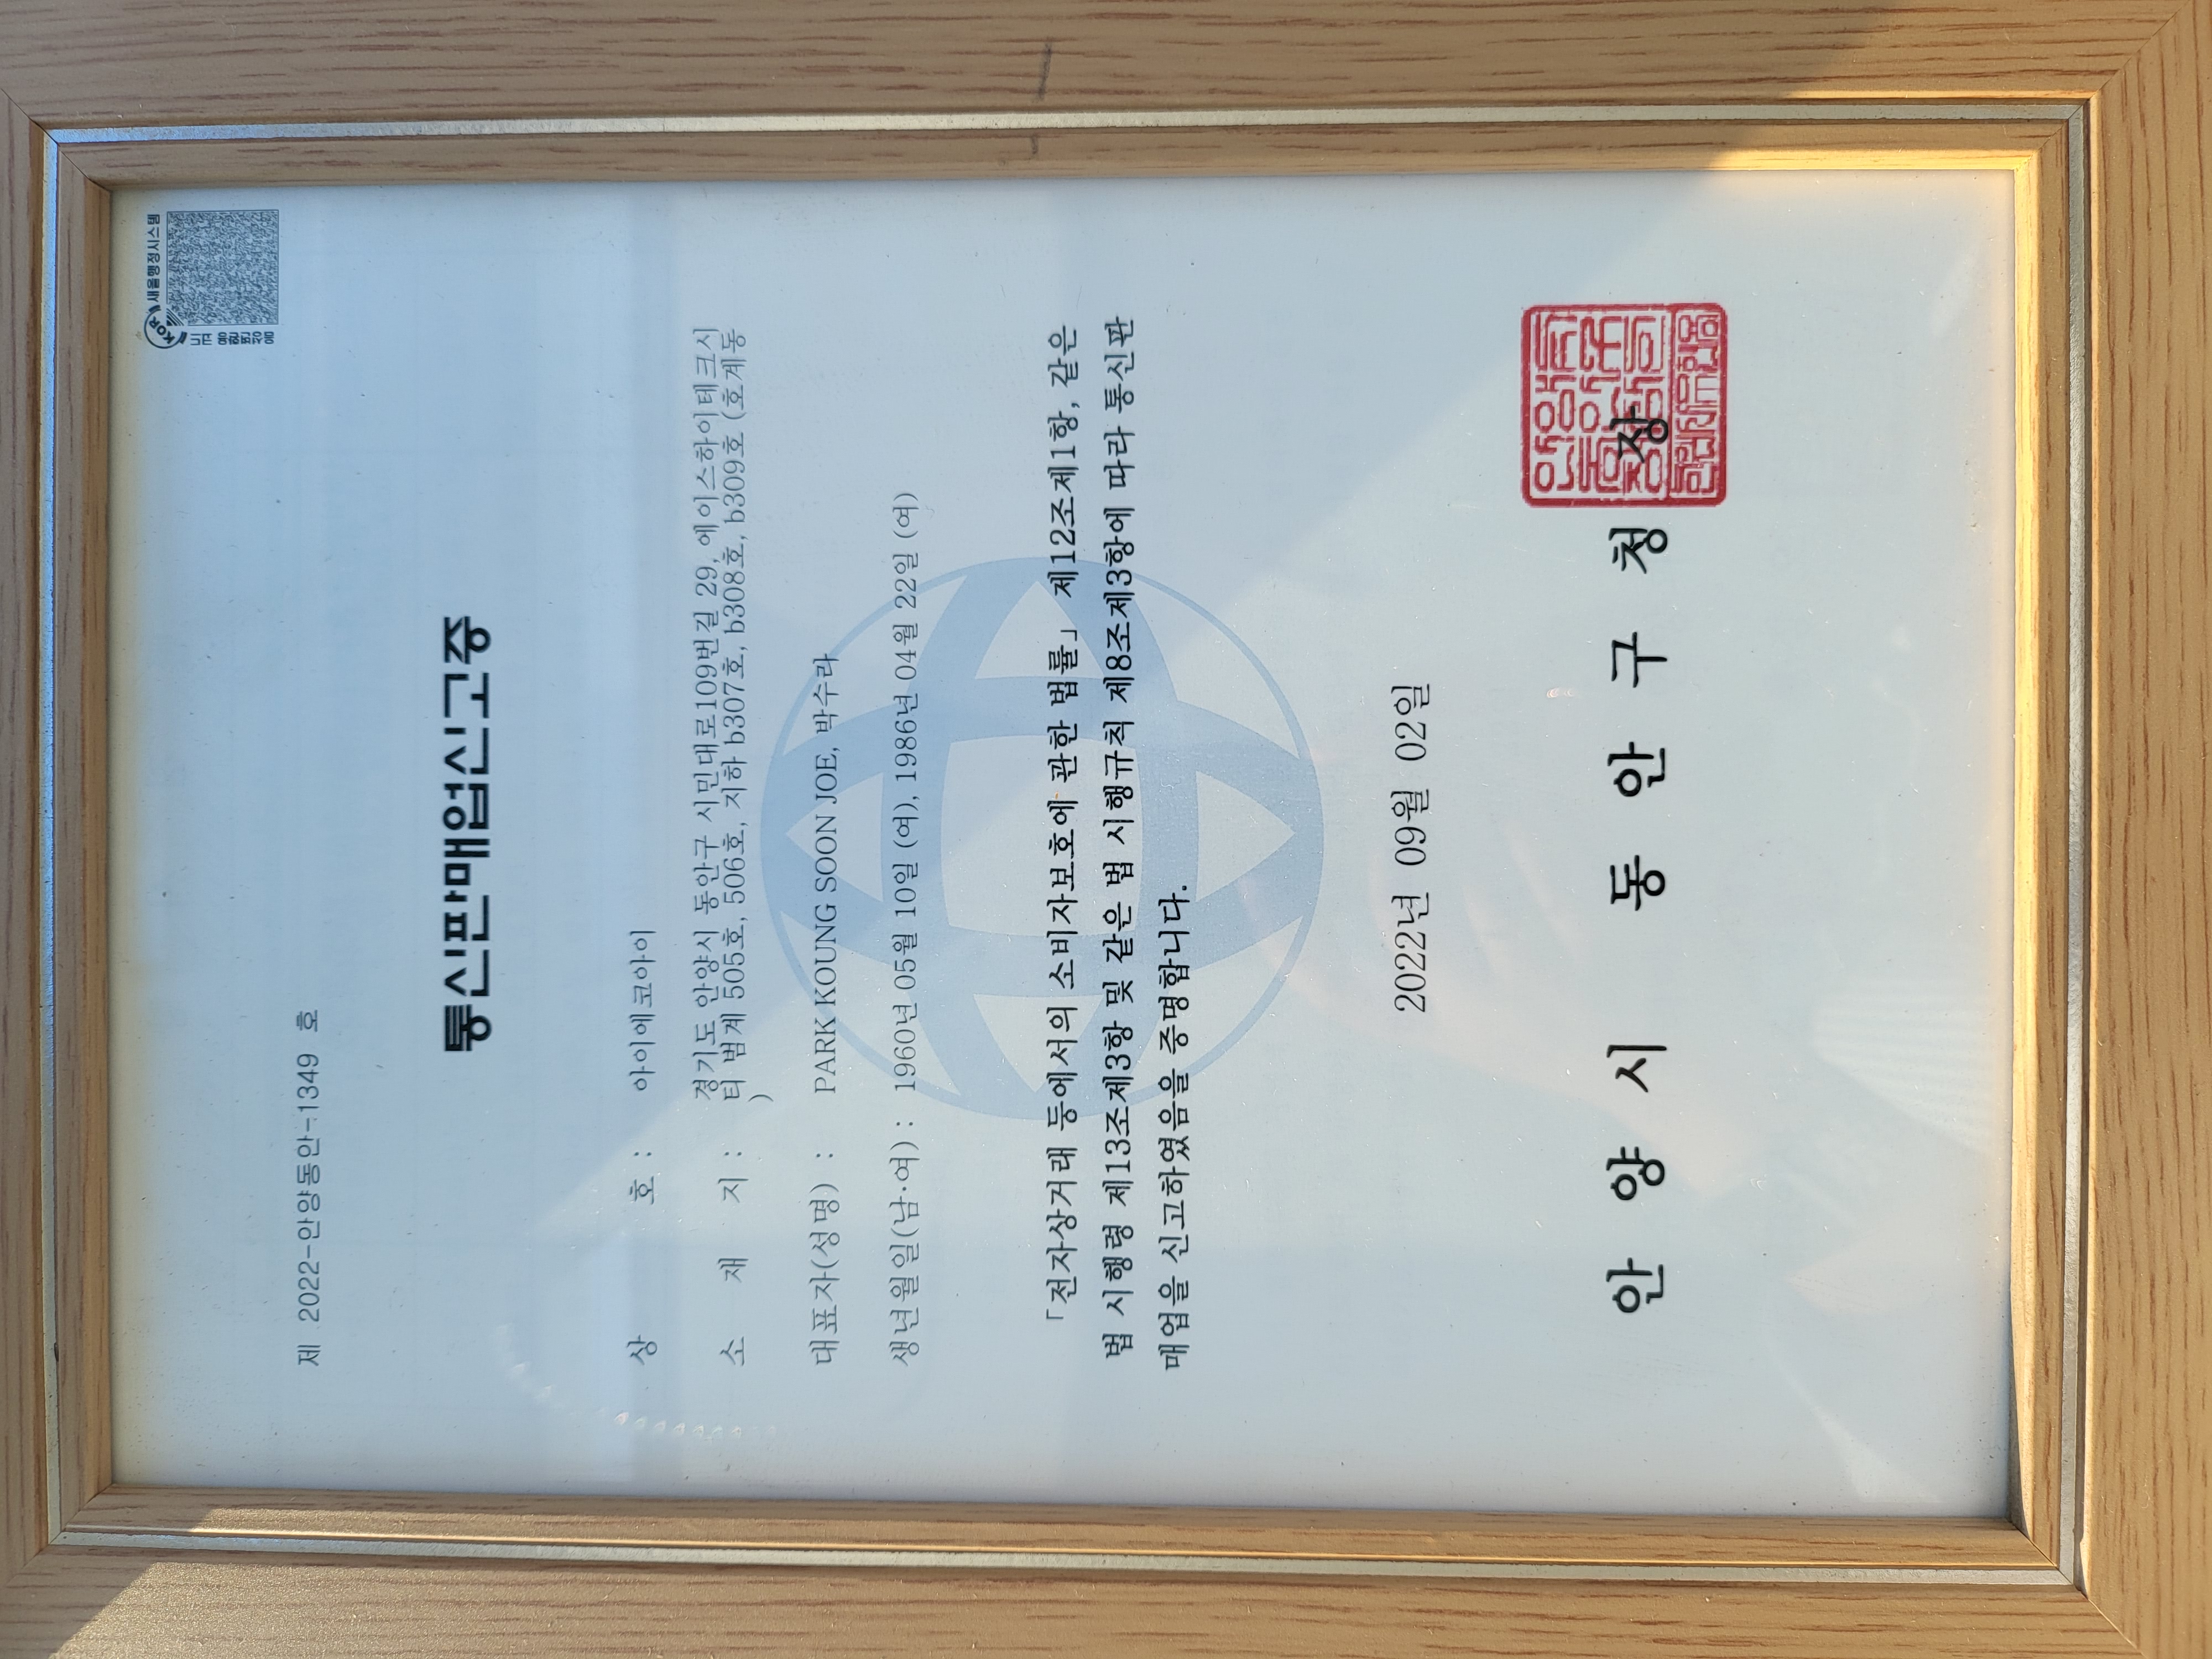 새올행정시스템
KOR
제 2022-안양동안-1349 호
통신판매업신고증
상 호 : 아이에코아이
소 재 지 : 경기도 안양시 동안구 시민대로109번길 29, 에이스하이테크시
티 범계 505호, 506호, 지하 b307호, b308호, b309호 (호계동
)
대표자(성명) : PARK KOUNG SOON JOE, 박수라
생년월일(남·여) : 1960년 05월 10일 (여), 1986년 04월 22일 (여)
「전자상거래 등에서의 소비자보호에 관한 법률」 제12조제1항, 같은
법 시행령 제13조제3항 및 같은 법 시행규칙 제8조제3항에 따라 통신판
매업을 신고하였음을 증명합니다.
2022년 09월 02일
안 양 시 동 안 구 청 장